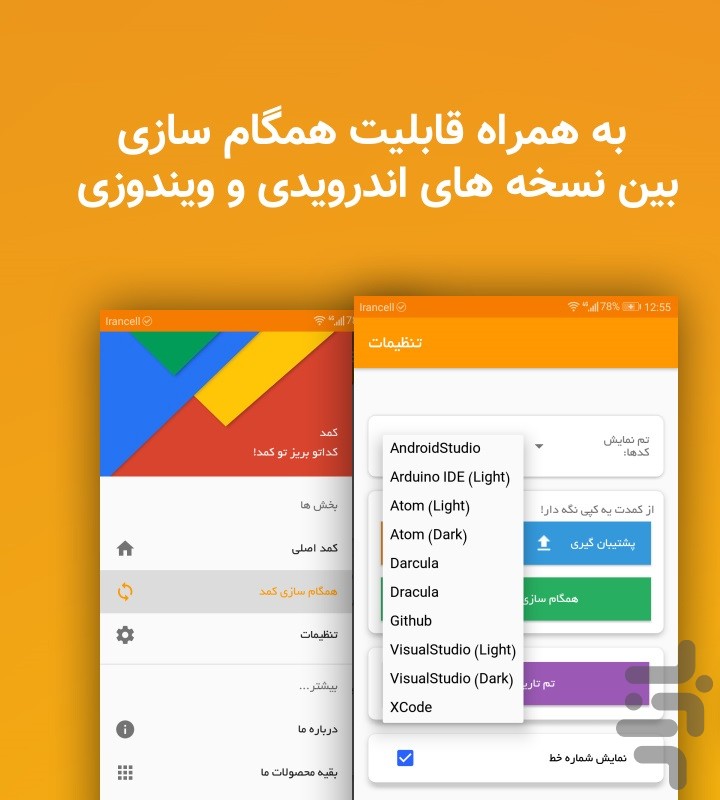 به همراه قابلیت همگام سازی
بین نسخه های اندرویدی و ویندوزی
Irancell
78% 12:55
تنظیمات
تم نمایش
کدها:
AndroidStudio
Arduino IDE (Light)
Atom (Light)
Atom (Dark)
Darcula
Dracula
Github
VisualStudio (Light)
VisualStudio (Dark)
XCode
از کمدت یه کپی نگه دار!
پشتیبان گیری
همگام سازی
تم
نمایش شماره خط
Irancell
کمد
کداتو بریز تو کمد!
بخش ها
کمد اصلی
همگام سازی کمد
تنظیمات
بیشتر...
درباره ما
بقیه محصولات ما